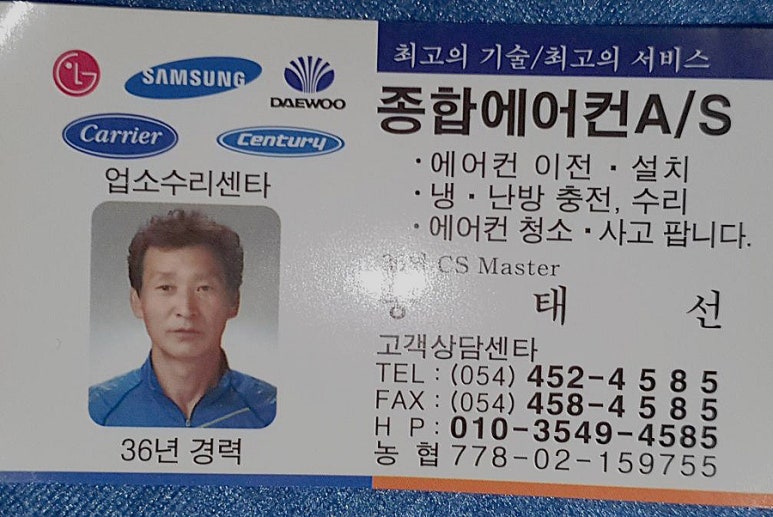 LG
SAMSUNG
DAEWOO
Carrier
Century
업소수리센타
36년 경력
최고의 기술/최고의 서비스
종합에어컨A/S
·에어컨 이전·설치
·냉·난방 충전, 수리
·에어컨 청소·사고 팝니다.
CS Master
태 선
고객상담센타
TEL : (054) 452-4585
FAX : (054) 458-4585
H P : 010-3549-4585
농 협 778-02-159755